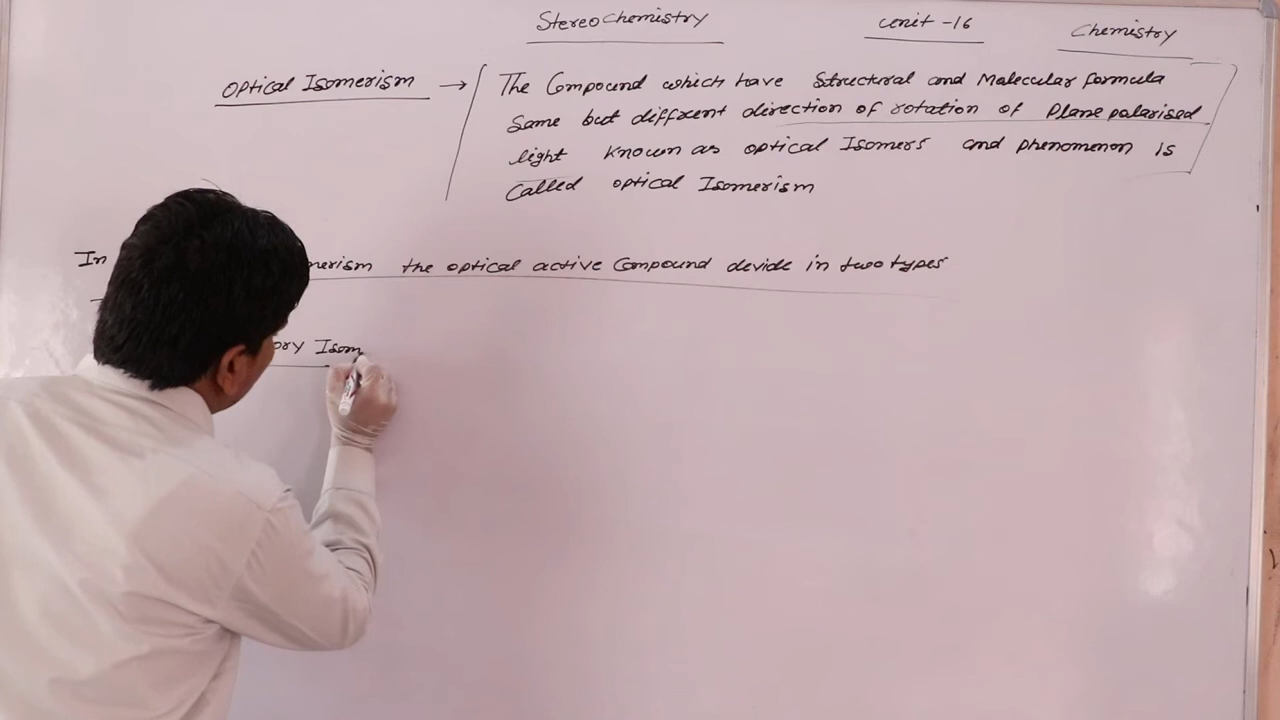 StereoChemistry Unit -16 Chemistry
Optical Isomerism → The Compound which have Structural and Molecular formula
Same but diffrent direction of rotation of Plane polarised
light Known as optical Isomers and phenomenon is
Called optical Isomerism
In merism the optical active Compound devide in two types
ory Isom